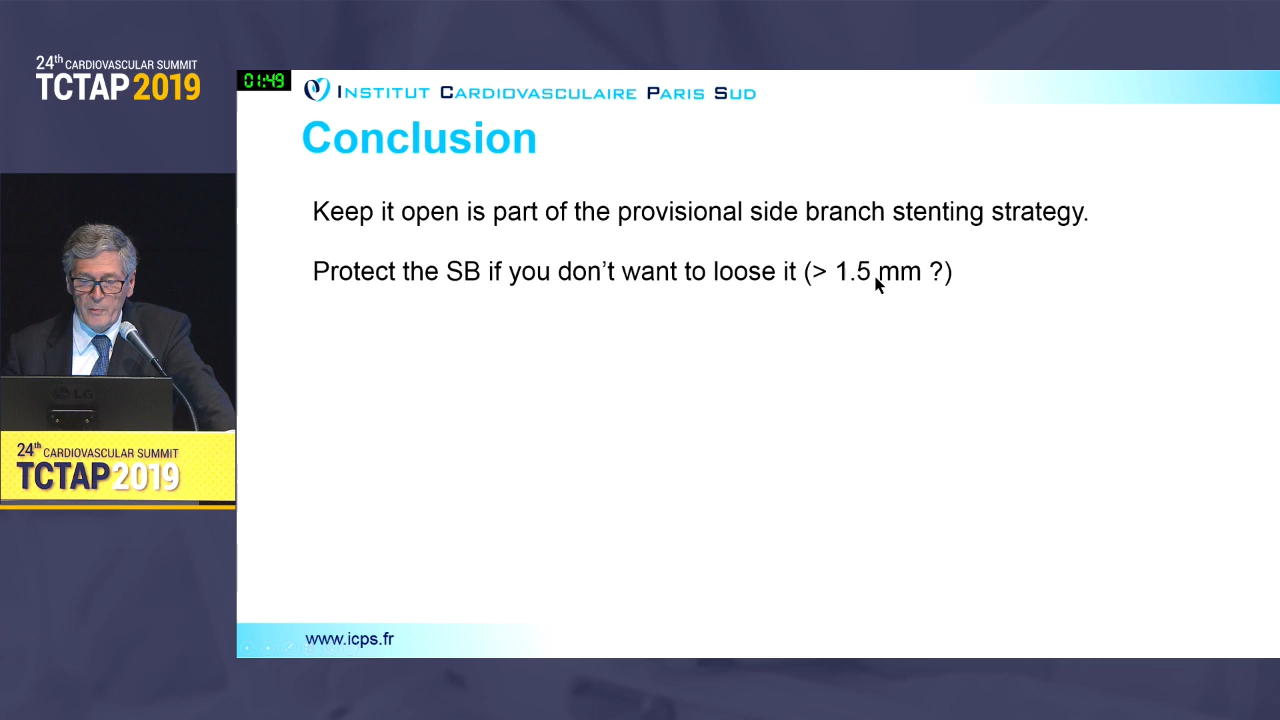 24th CARDIOVASCULAR SUMMIT
TCTAP 2019
01:49
INSTITUT CARDIOVASCULAIRE PARIS SUD
Conclusion
Keep it open is part of the provisional side branch stenting strategy.
Protect the SB if you don’t want to loose it (> 1.5 mm ?)
LG
24th CARDIOVASCULAR SUMMIT
TCTAP 2019
www.icps.fr